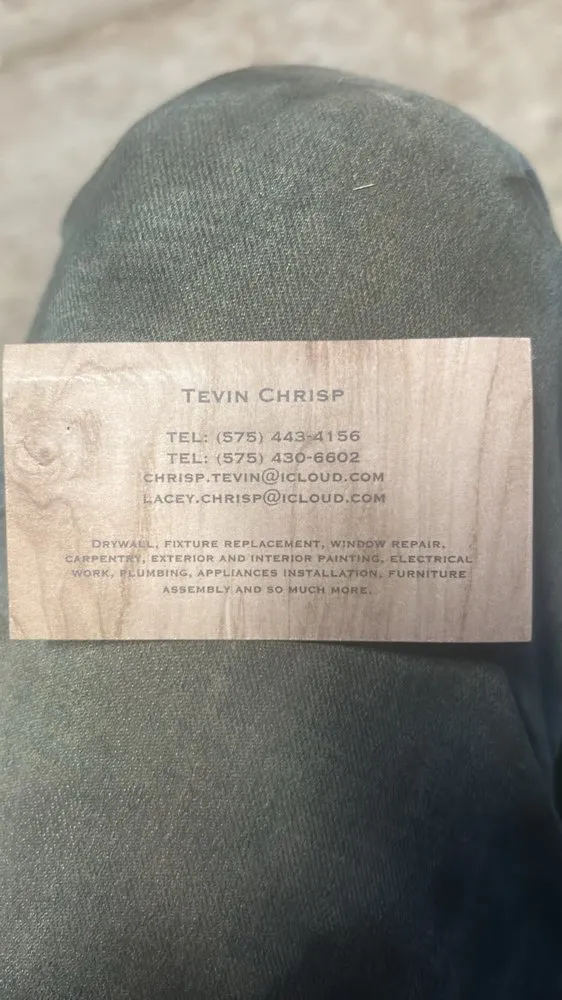 Tevin Chrisp
TEL: (575) 443-4156
TEL: (575) 430-6602
CHRISP.TEVIN@ICLOUD.COM
LACEY.CHRISP@ICLOUD.COM
Drywall, fixture replacement, window repair,
carpentry, exterior and interior painting, electrical
work, plumbing, appliances installation, furniture
assembly and so much more.